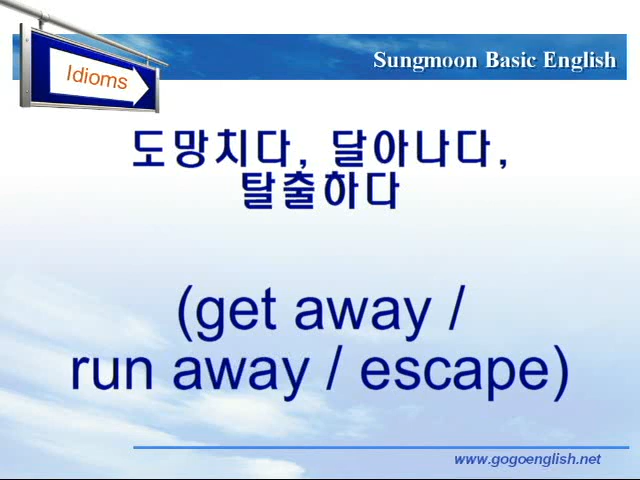 Idioms
Sungmoon Basic English
도망치다, 달아나다,
탈출하다
(get away /
run away / escape)
www.gogoenglish.net